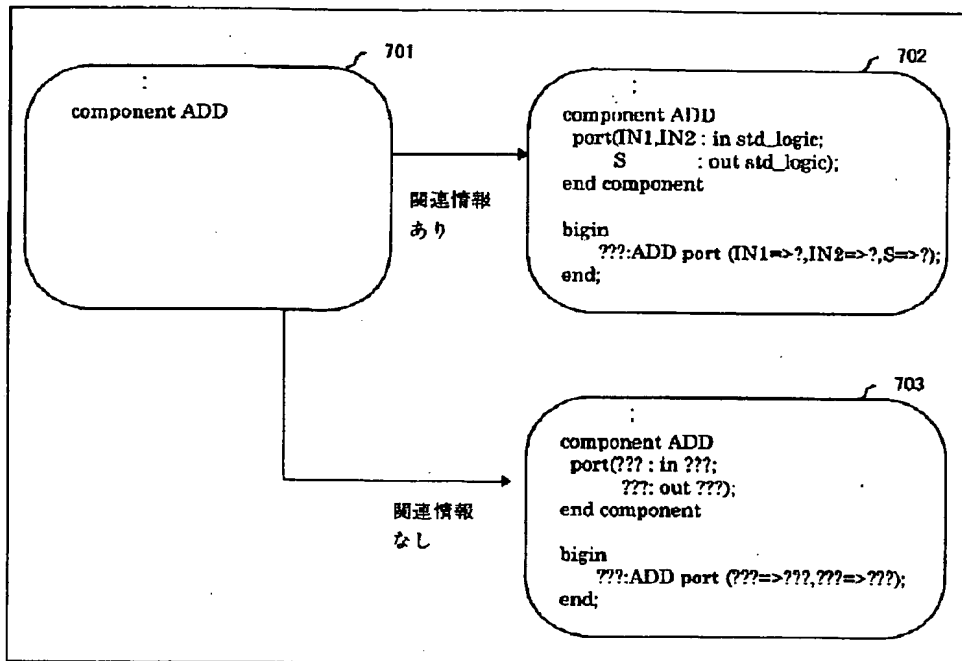 701
:
component ADD
関連情報
あり
702
:
component ADD
port(IN1,IN2 : in std_logic;
S : out std_logic);
end component
bigin
???:ADD port (IN1=>?,IN2=>?,S=>?);
end;
関連情報
なし
703
:
component ADD
port(??? : in ???;
???: out ???);
end component
bigin
???:ADD port (???=>???,???=>???);
end;